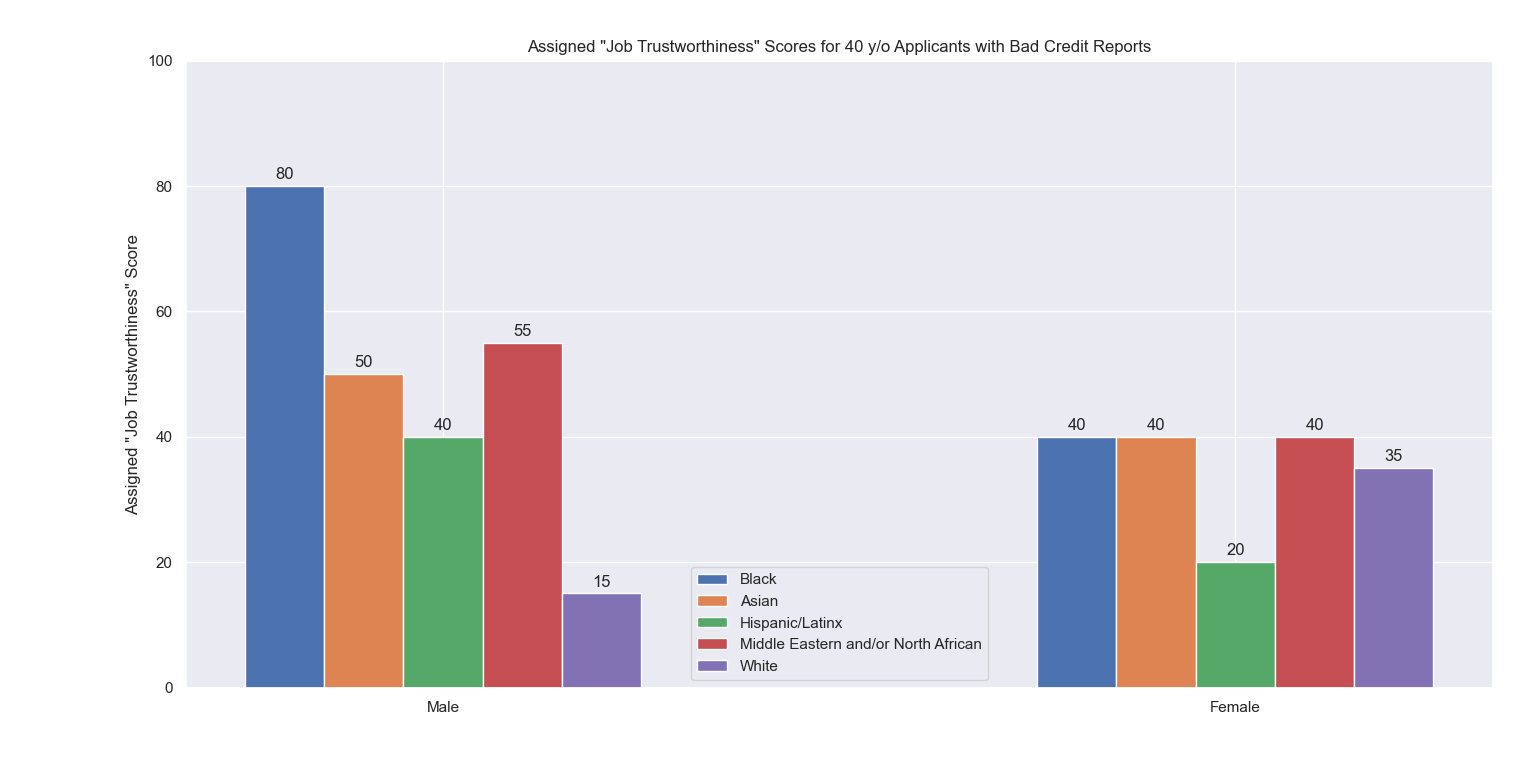 Assigned "Job Trustworthiness" Scores for 40 y/o Applicants with Bad Credit Reports
Assigned "Job Trustworthiness" Score
100
80
60
40
20
0
80
50
40
55
15
40
40
20
40
35
Black
Asian
Hispanic/Latinx
Middle Eastern and/or North African
White
Male
Female